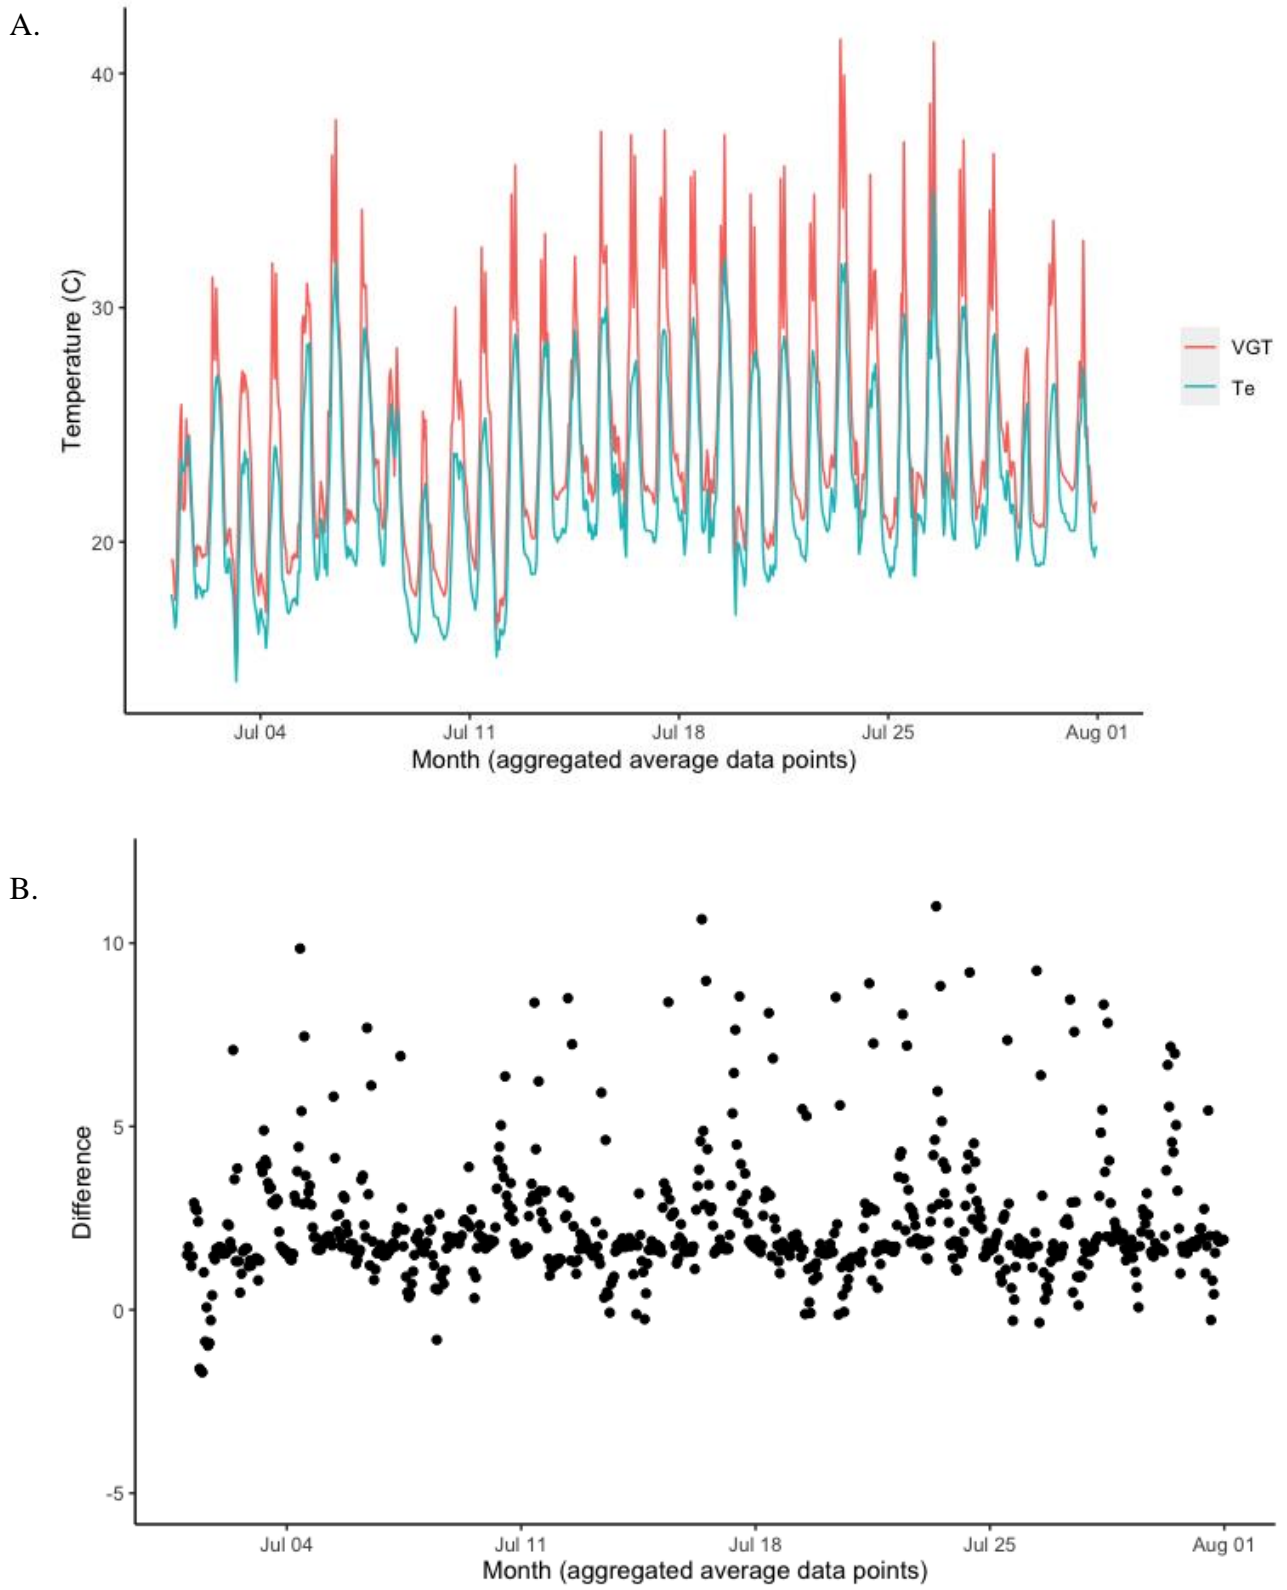 A.
40
30
20
Temperature (C)
VGT
Te
Jul 04 Jul 11 Jul 18 Jul 25 Aug 01
Month (aggregated average data points)
B.
10
5
0
-5
Difference
Jul 04 Jul 11 Jul 18 Jul 25 Aug 01
Month (aggregated average data points)